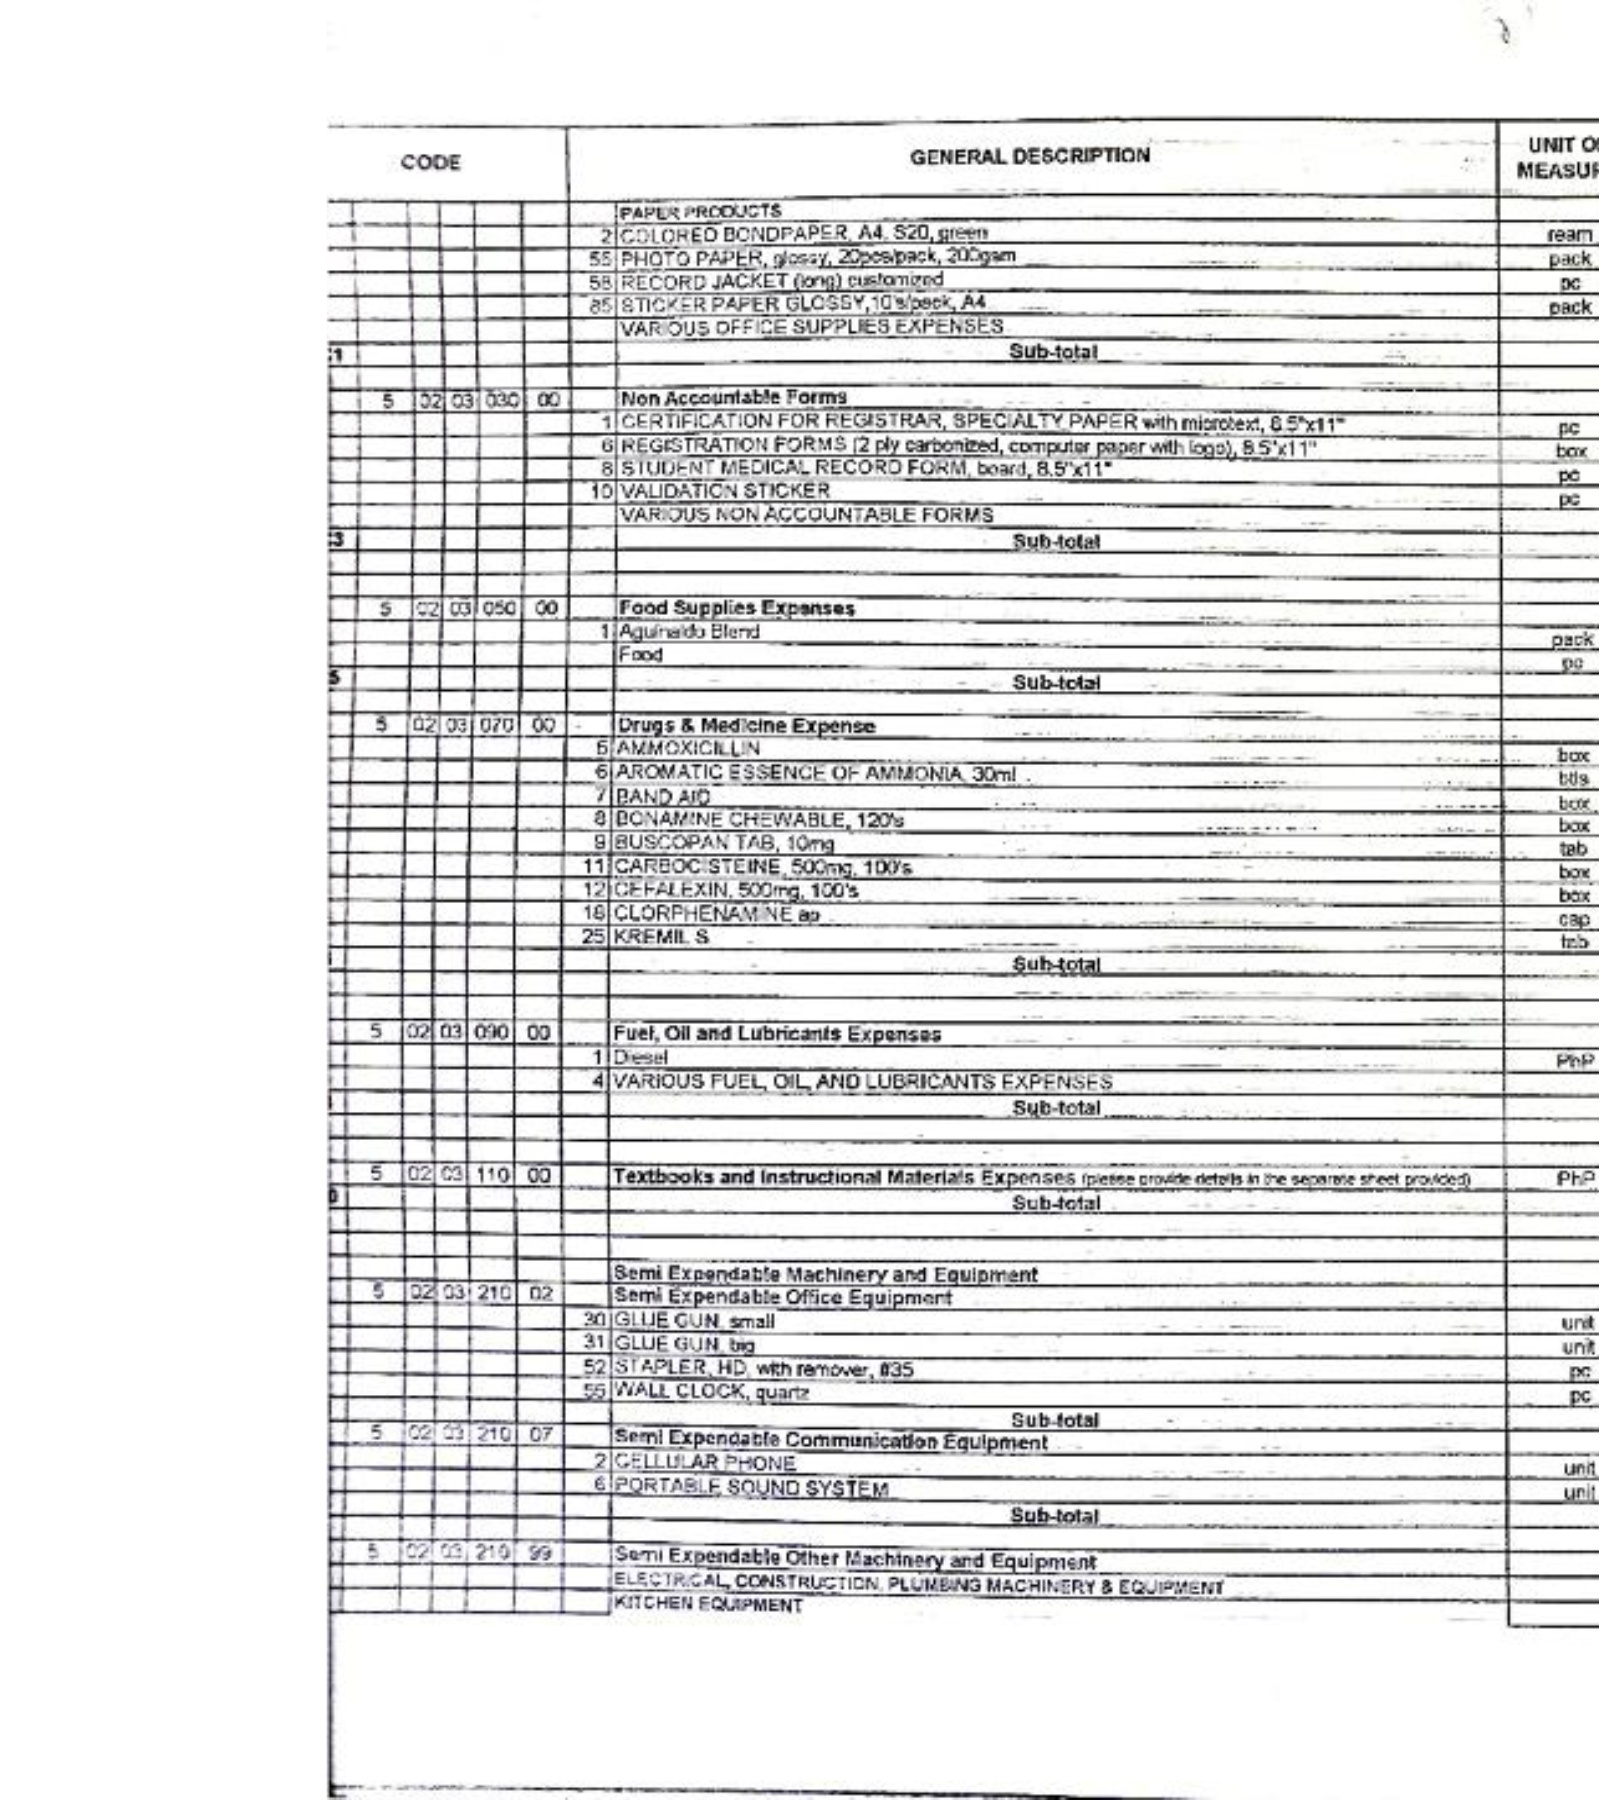 CODE GENERAL DESCRIPTION UNIT O MEASUR
PAPER PRODUCTS
2 COLORED BONDPAPER, A4, S20, green ream
55 PHOTO PAPER, glossy, 20pcs/pack, 200gsm pack
58 RECORD JACKET (long) customized pc
85 STICKER PAPER GLOSSY,10's/pack, A4 pack
VARIOUS OFFICE SUPPLIES EXPENSES
1 Sub-total
5 02 03 030 00 Non Accountable Forms
1 CERTIFICATION FOR REGISTRAR, SPECIALTY PAPER with microtext, 8.5"x11" pc
6 REGISTRATION FORMS (2 ply carbonized, computer paper with logo), 8.5"x11" box
8 STUDENT MEDICAL RECORD FORM, board, 8.5"x11" pc
10 VALIDATION STICKER pc
VARIOUS NON ACCOUNTABLE FORMS
3 Sub-total
5 02 03 050 00 Food Supplies Expenses
1 Aguinaldo Blend pack
Food pc
5 Sub-total
5 02 03 070 00 Drugs & Medicine Expense
5 AMMOXICILLIN box
6 AROMATIC ESSENCE OF AMMONIA, 30ml btls
7 BAND AID box
8 BONAMINE CHEWABLE, 120's box
9 BUSCOPAN TAB, 10mg tab
11 CARBOCISTEINE, 500mg, 100's box
12 CEFALEXIN, 500mg, 100's box
18 CLORPHENAMINE ap cap
25 KREMIL S tab
Sub-total
5 02 03 090 00 Fuel, Oil and Lubricants Expenses
1 Diesel PhP
4 VARIOUS FUEL, OIL, AND LUBRICANTS EXPENSES
Sub-total
5 02 03 110 00 Textbooks and Instructional Materials Expenses (please provide details in the separate sheet provided) PhP
0 Sub-total
Semi Expendable Machinery and Equipment
5 02 03 210 02 Semi Expendable Office Equipment
30 GLUE GUN, small unit
31 GLUE GUN, big unit
52 STAPLER, HD, with remover, #35 pc
55 WALL CLOCK, quartz pc
Sub-total
5 02 03 210 07 Semi Expendable Communication Equipment
2 CELLULAR PHONE unit
6 PORTABLE SOUND SYSTEM unit
Sub-total
5 02 03 210 99 Semi Expendable Other Machinery and Equipment
ELECTRICAL, CONSTRUCTION, PLUMBING MACHINERY & EQUIPMENT
KITCHEN EQUIPMENT